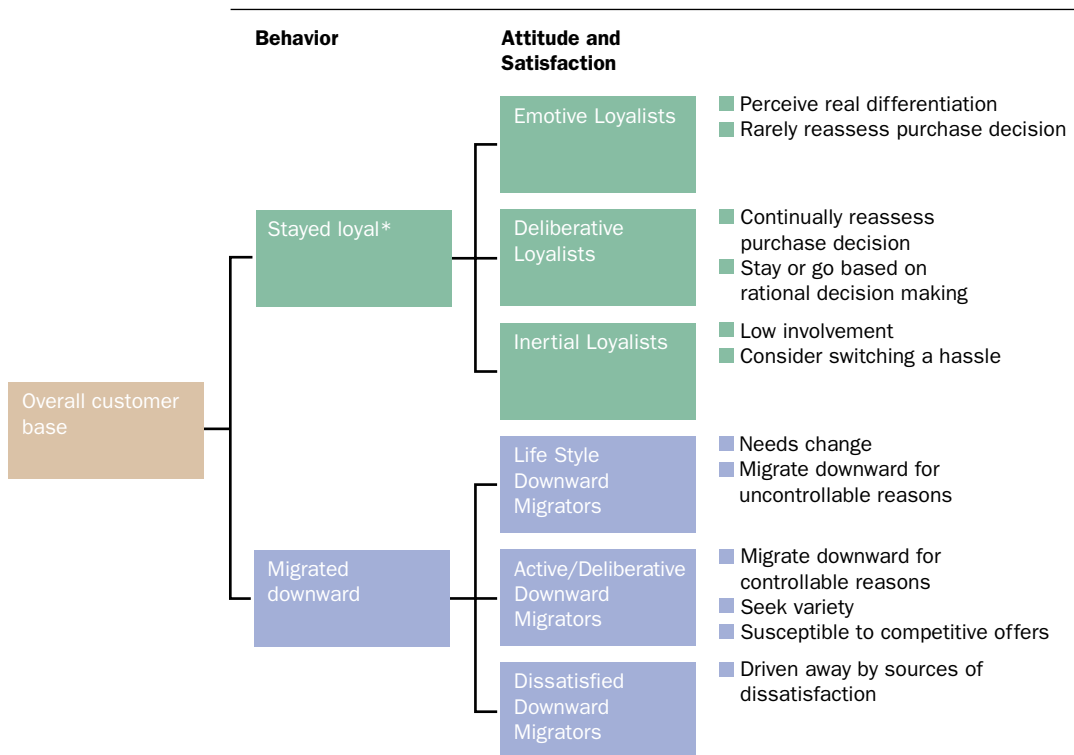 Behavior
Attitude and
Satisfaction
Emotive Loyalists
Perceive real differentiation
Rarely reassess purchase decision
Stayed loyal*
Deliberative
Loyalists
Continually reassess
purchase decision
Stay or go based on
rational decision making
Inertial Loyalists
Low involvement
Consider switching a hassle
Overall customer
base
Life Style
Downward
Migrators
Needs change
Migrate downward for
uncontrollable reasons
Migrated
downward
Active/Deliberative
Downward
Migrators
Migrate downward for
controllable reasons
Seek variety
Susceptible to competitive offers
Dissatisfied
Downward
Migrators
Driven away by sources of
dissatisfaction